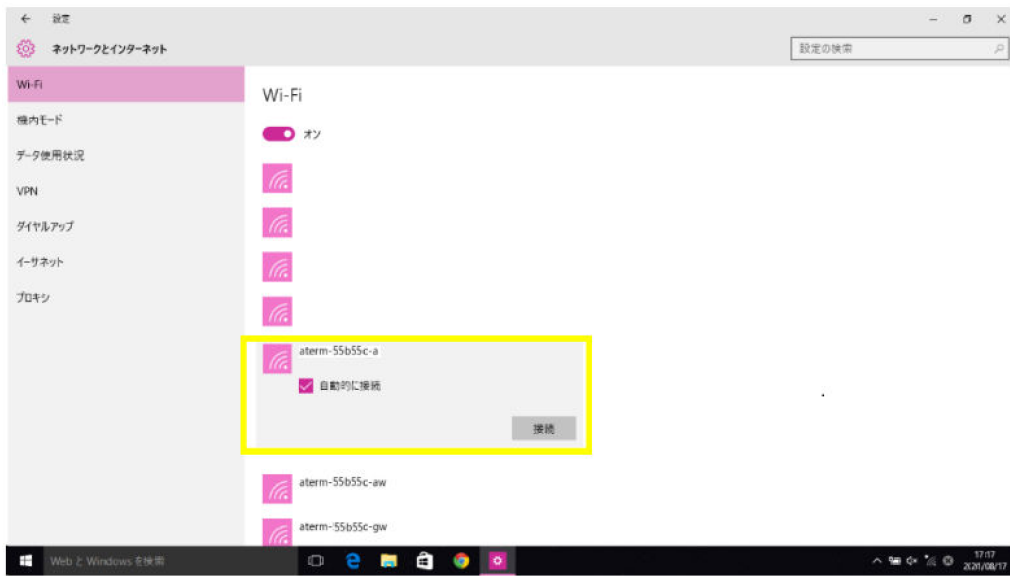 設定
ネットワークとインターネット
設定の検索
Wi-Fi
機内モード
データ使用状況
VPN
ダイヤルアップ
イーサネット
プロキシ
Wi-Fi
オン
aterm-55b55c-a
自動的に接続
接続
aterm-55b55c-aw
aterm-55b55c-gw
Web と Windows を検索
17:17
2021/08/17